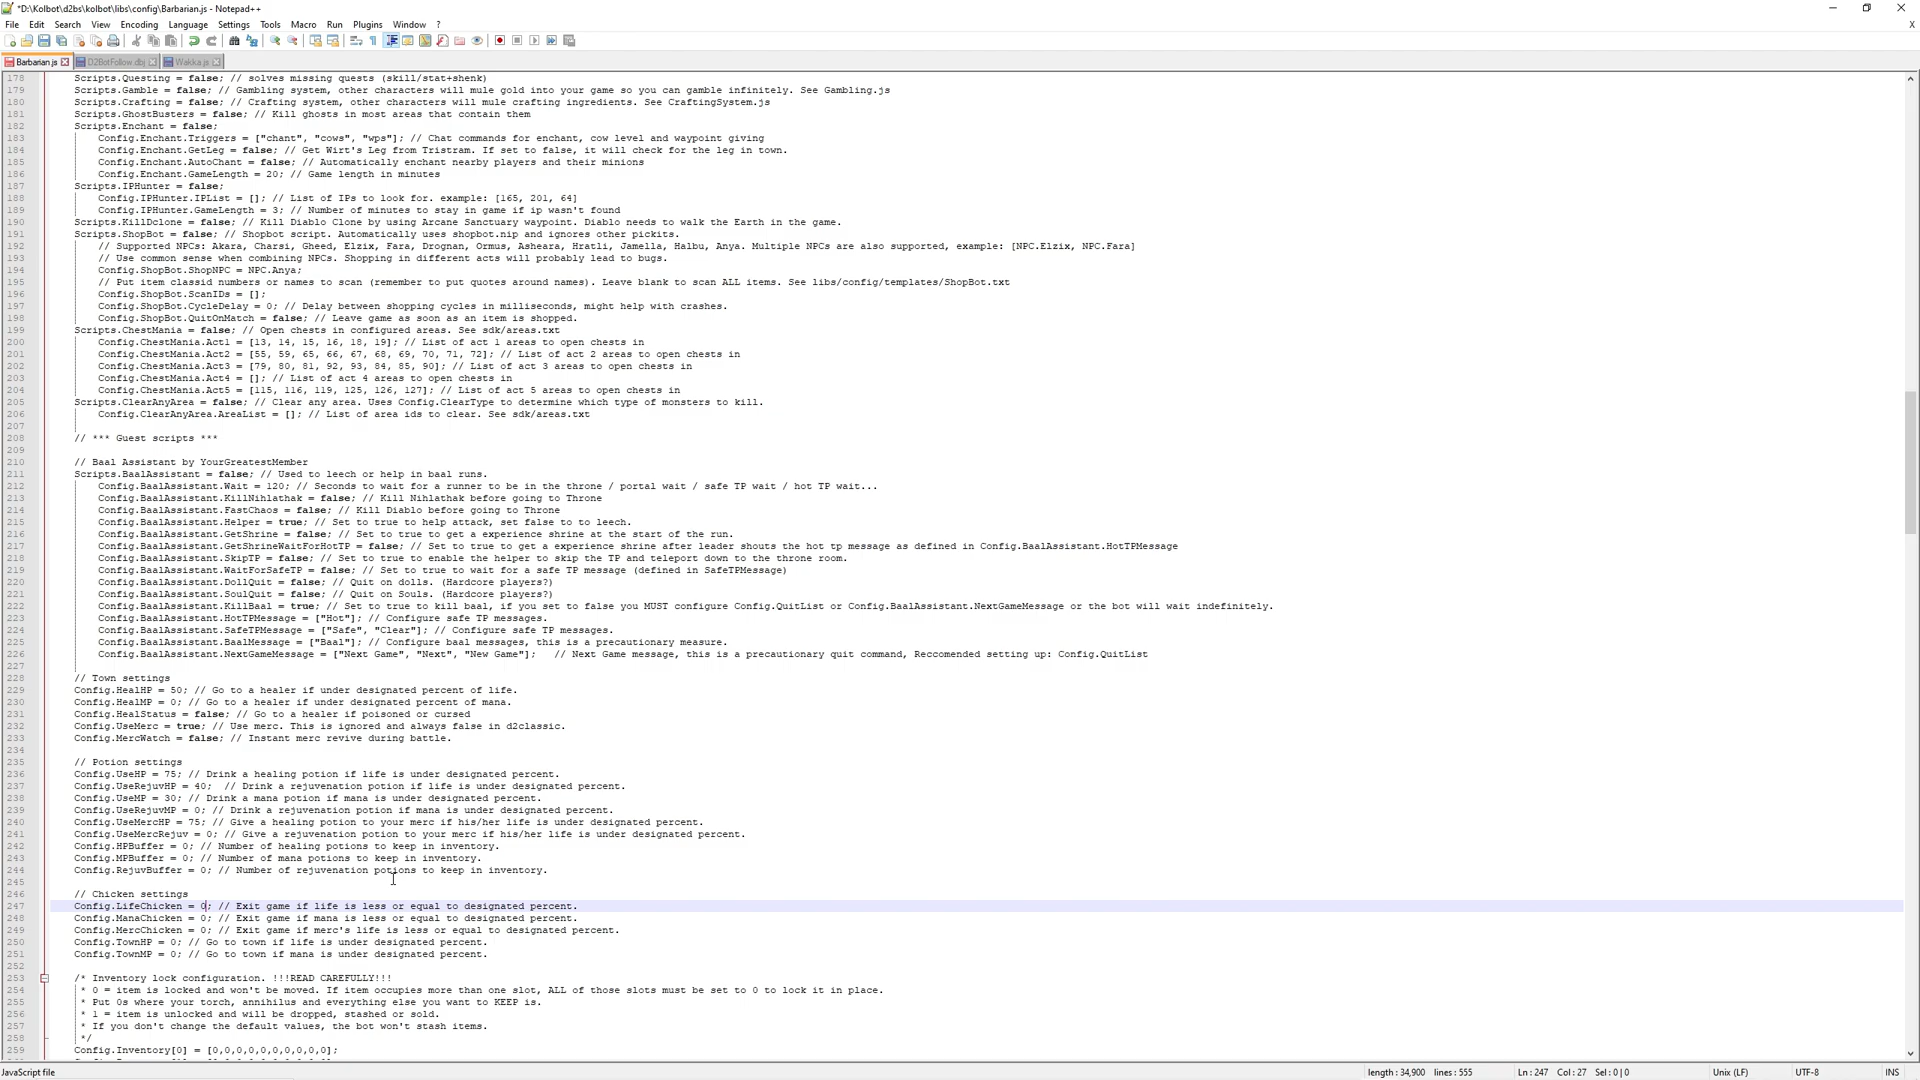 *D:\Kolbot\d2bs\kolbot\libs\config\Barbarian.js - Notepad++
File Edit Search View Encoding Language Settings Tools Macro Run Plugins Window ?
Barbarian.js D2BotFollow.dbj Wakka.js
178 Scripts.Questing = false; // solves missing quests (skill/stat+shenk)
179 Scripts.Gamble = false; // Gambling system, other characters will mule gold into your game so you can gamble infinitely. See Gambling.js
180 Scripts.Crafting = false; // Crafting system, other characters will mule crafting ingredients. See CraftingSystem.js
181 Scripts.GhostBusters = false; // Kill ghosts in most areas that contain them
182 Scripts.Enchant = false;
183 Config.Enchant.Triggers = ["chant", "cows", "wps"]; // Chat commands for enchant, cow level and waypoint giving
184 Config.Enchant.GetLeg = false; // Get Wirt's Leg from Tristram. If set to false, it will check for the leg in town.
185 Config.Enchant.AutoChant = false; // Automatically enchant nearby players and their minions
186 Config.Enchant.GameLength = 20; // Game length in minutes
187 Scripts.IPHunter = false;
188 Config.IPHunter.IPList = []; // List of IPs to look for. example: [165, 201, 64]
189 Config.IPHunter.GameLength = 3; // Number of minutes to stay in game if ip wasn't found
190 Scripts.KillDclone = false; // Kill Diablo Clone by using Arcane Sanctuary waypoint. Diablo needs to walk the Earth in the game.
191 Scripts.ShopBot = false; // Shopbot script. Automatically uses shopbot.nip and ignores other pickits.
192 // Supported NPCs: Akara, Charsi, Gheed, Elzix, Fara, Drognan, Ormus, Asheara, Hratli, Jamella, Halbu, Anya. Multiple NPCs are also supported, example: [NPC.Elzix, NPC.Fara]
193 // Use common sense when combining NPCs. Shopping in different acts will probably lead to bugs.
194 Config.ShopBot.ShopNPC = NPC.Anya;
195 // Put item classid numbers or names to scan (remember to put quotes around names). Leave blank to scan ALL items. See libs/config/templates/ShopBot.txt
196 Config.ShopBot.ScanIDs = [];
197 Config.ShopBot.CycleDelay = 0; // Delay between shopping cycles in milliseconds, might help with crashes.
198 Config.ShopBot.QuitOnMatch = false; // Leave game as soon as an item is shopped.
199 Scripts.ChestMania = false; // Open chests in configured areas. See sdk/areas.txt
200 Config.ChestMania.Act1 = [13, 14, 15, 16, 18, 19]; // List of act 1 areas to open chests in
201 Config.ChestMania.Act2 = [55, 59, 65, 66, 67, 68, 69, 70, 71, 72]; // List of act 2 areas to open chests in
202 Config.ChestMania.Act3 = [79, 80, 81, 92, 93, 84, 85, 90]; // List of act 3 areas to open chests in
203 Config.ChestMania.Act4 = []; // List of act 4 areas to open chests in
204 Config.ChestMania.Act5 = [115, 116, 119, 125, 126, 127]; // List of act 5 areas to open chests in
205 Scripts.ClearAnyArea = false; // Clear any area. Uses Config.ClearType to determine which type of monsters to kill.
206 Config.ClearAnyArea.AreaList = []; // List of area ids to clear. See sdk/areas.txt
207
208 // *** Guest scripts ***
209
210 // Baal Assistant by YourGreatestMember
211 Scripts.BaalAssistant = false; // Used to leech or help in baal runs.
212 Config.BaalAssistant.Wait = 120; // Seconds to wait for a runner to be in the throne / portal wait / safe TP wait / hot TP wait...
213 Config.BaalAssistant.KillNihlathak = false; // Kill Nihlathak before going to Throne
214 Config.BaalAssistant.FastChaos = false; // Kill Diablo before going to Throne
215 Config.BaalAssistant.Helper = true; // Set to true to help attack, set false to to leech.
216 Config.BaalAssistant.GetShrine = false; // Set to true to get a experience shrine at the start of the run.
217 Config.BaalAssistant.GetShrineWaitForHotTP = false; // Set to true to get a experience shrine after leader shouts the hot tp message as defined in Config.BaalAssistant.HotTPMessage
218 Config.BaalAssistant.SkipTP = false; // Set to true to enable the helper to skip the TP and teleport down to the throne room.
219 Config.BaalAssistant.WaitForSafeTP = false; // Set to true to wait for a safe TP message (defined in SafeTPMessage)
220 Config.BaalAssistant.DollQuit = false; // Quit on dolls. (Hardcore players?)
221 Config.BaalAssistant.SoulQuit = false; // Quit on Souls. (Hardcore players?)
222 Config.BaalAssistant.KillBaal = true; // Set to true to kill baal, if you set to false you MUST configure Config.QuitList or Config.BaalAssistant.NextGameMessage or the bot will wait indefinitely.
223 Config.BaalAssistant.HotTPMessage = ["Hot"]; // Configure safe TP messages.
224 Config.BaalAssistant.SafeTPMessage = ["Safe", "Clear"]; // Configure safe TP messages.
225 Config.BaalAssistant.BaalMessage = ["Baal"]; // Configure baal messages, this is a precautionary measure.
226 Config.BaalAssistant.NextGameMessage = ["Next Game", "Next", "New Game"]; // Next Game message, this is a precautionary quit command, Reccomended setting up: Config.QuitList
227
228 // Town settings
229 Config.HealHP = 50; // Go to a healer if under designated percent of life.
230 Config.HealMP = 0; // Go to a healer if under designated percent of mana.
231 Config.HealStatus = false; // Go to a healer if poisoned or cursed
232 Config.UseMerc = true; // Use merc. This is ignored and always false in d2classic.
233 Config.MercWatch = false; // Instant merc revive during battle.
234
235 // Potion settings
236 Config.UseHP = 75; // Drink a healing potion if life is under designated percent.
237 Config.UseRejuvHP = 40; // Drink a rejuvenation potion if life is under designated percent.
238 Config.UseMP = 30; // Drink a mana potion if mana is under designated percent.
239 Config.UseRejuvMP = 0; // Drink a rejuvenation potion if mana is under designated percent.
240 Config.UseMercHP = 75; // Give a healing potion to your merc if his/her life is under designated percent.
241 Config.UseMercRejuv = 0; // Give a rejuvenation potion to your merc if his/her life is under designated percent.
242 Config.HPBuffer = 0; // Number of healing potions to keep in inventory.
243 Config.MPBuffer = 0; // Number of mana potions to keep in inventory.
244 Config.RejuvBuffer = 0; // Number of rejuvenation potions to keep in inventory.
245
246 // Chicken settings
247 Config.LifeChicken = 0; // Exit game if life is less or equal to designated percent.
248 Config.ManaChicken = 0; // Exit game if mana is less or equal to designated percent.
249 Config.MercChicken = 0; // Exit game if merc's life is less or equal to designated percent.
250 Config.TownHP = 0; // Go to town if life is under designated percent.
251 Config.TownMP = 0; // Go to town if mana is under designated percent.
252
253 /* Inventory lock configuration. !!!READ CAREFULLY!!!
254 * 0 = item is locked and won't be moved. If item occupies more than one slot, ALL of those slots must be set to 0 to lock it in place.
255 * Put 0s where your torch, annihilus and everything else you want to KEEP is.
256 * 1 = item is unlocked and will be dropped, stashed or sold.
257 * If you don't change the default values, the bot won't stash items.
258 */
259 Config.Inventory[0] = [0,0,0,0,0,0,0,0,0,0];
JavaScript file length : 34,900 lines : 555 Ln : 247 Col : 27 Sel : 0 | 0 Unix (LF) UTF-8 INS